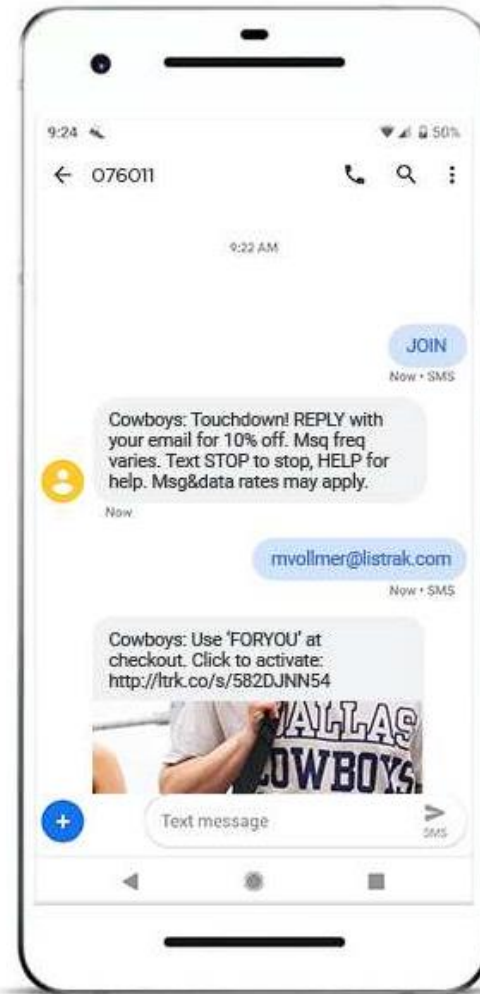 9:24
50%
076011
9:22 AM
JOIN
Now • SMS
Cowboys: Touchdown! REPLY with
your email for 10% off. Msq freq
varies. Text STOP to stop, HELP for
help. Msg&data rates may apply.
Now
mvollmer@listrak.com
Now • SMS
Cowboys: Use 'FORYOU' at
checkout. Click to activate:
http://ltrk.co/s/582DJNN54
DALLAS
COWBOYS
Text message
SMS